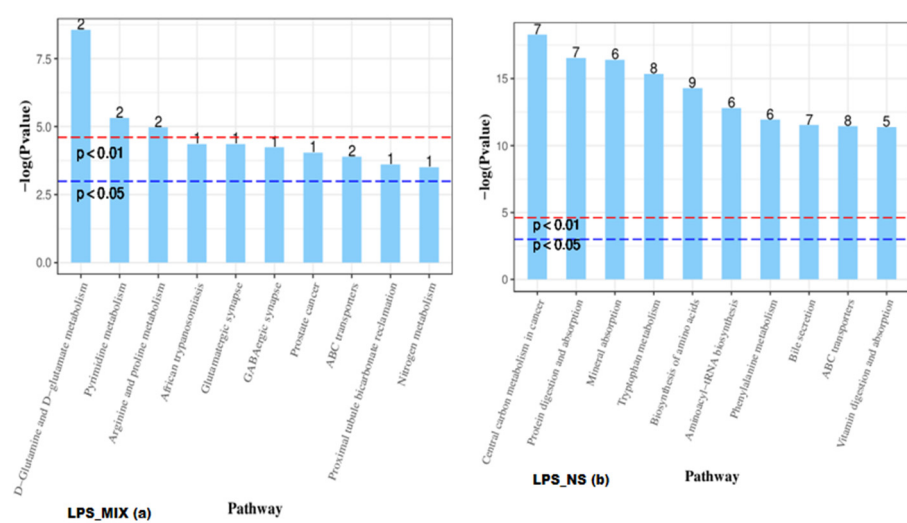 2
7.5
2
5.0
2
1
1
1
1
2
1
1
p < 0.01
2.5
p < 0.05
0.0
−log(Pvalue)
D−Glutamine and D−glutamate metabolism
Pyrimidine metabolism
Arginine and proline metabolism
African trypanosomiasis
Glutamatergic synapse
GABAergic synapse
Prostate cancer
ABC transporters
Proximal tubule bicarbonate reclamation
Nitrogen metabolism
LPS_MIX (a)
Pathway
7
7
6
8
9
6
6
7
8
5
15
10
5
p < 0.01
p < 0.05
0
−log(Pvalue)
Central carbon metabolism in cancer
Protein digestion and absorption
Mineral absorption
Tryptophan metabolism
Biosynthesis of amino acids
Aminoacyl−tRNA biosynthesis
Phenylalanine metabolism
Bile secretion
ABC transporters
Vitamin digestion and absorption
LPS_NS (b)
Pathway